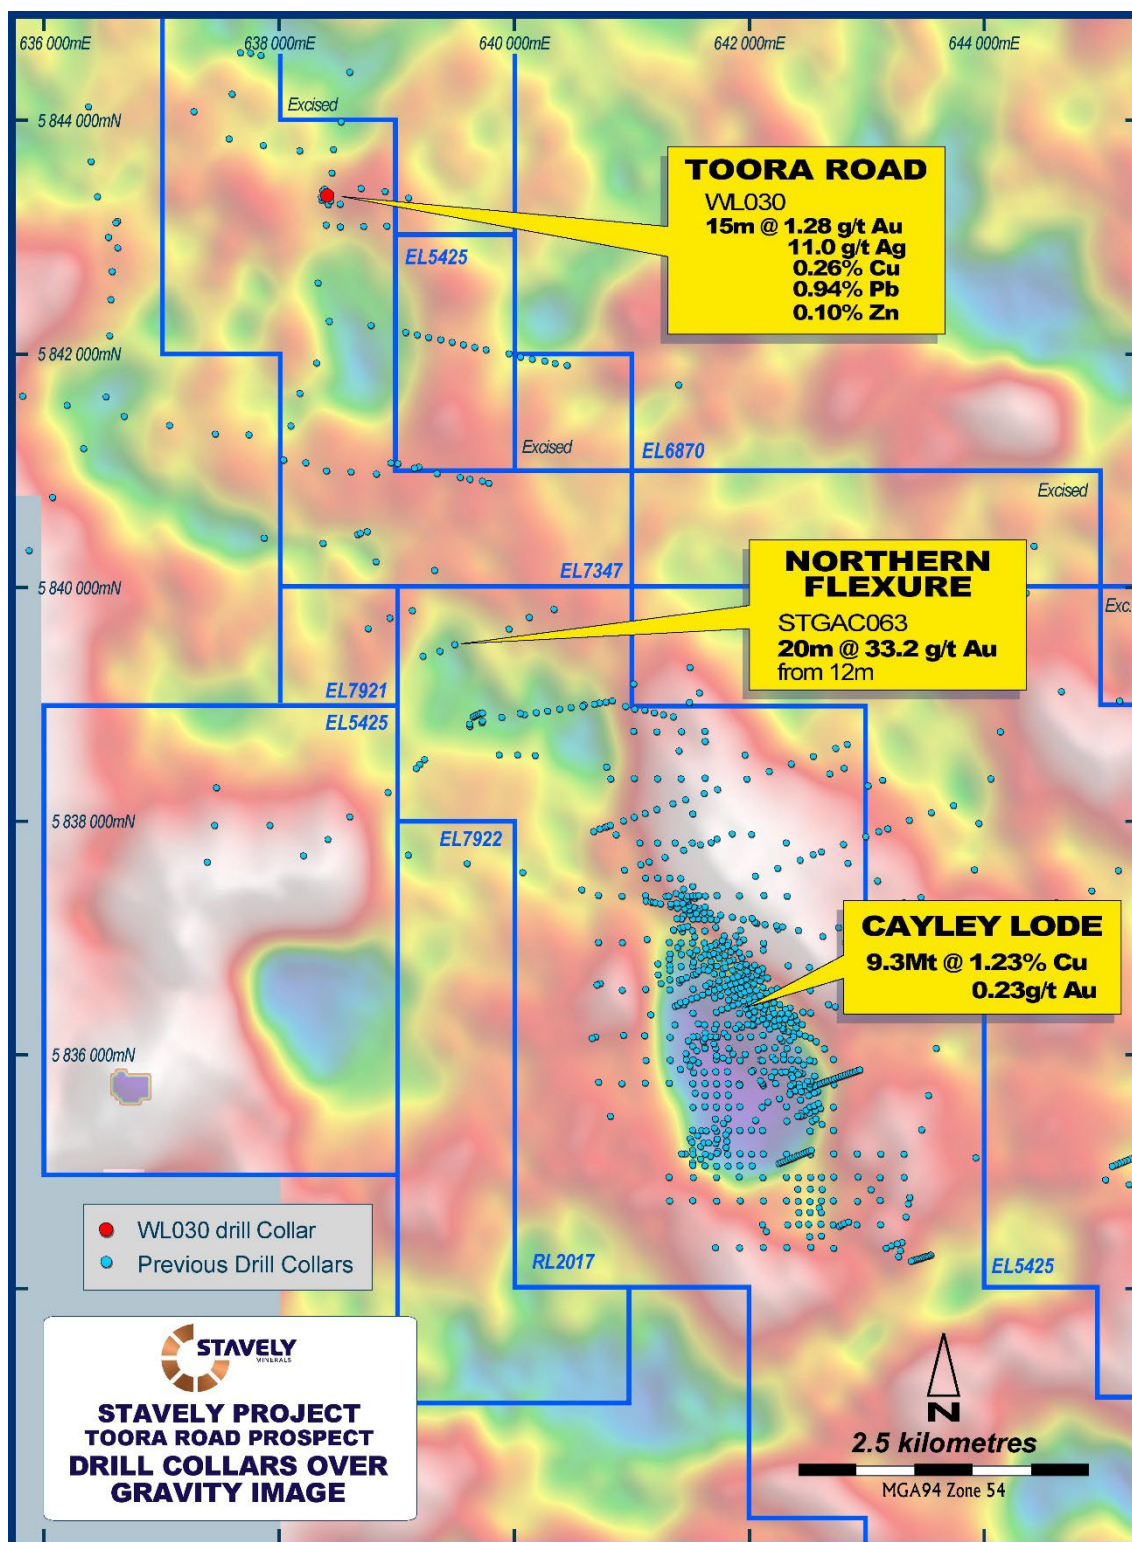 636 000mE
638 000mE
640 000mE
642 000mE
644 000mE
Excised
5 844 000mN
TOORA ROAD
WL030
15m @ 1.28 g/t Au
11.0 g/t Ag
0.26% Cu
0.94% Pb
0.10% Zn
EL5425
5 842 000mN
Excised
EL6870
Excised
NORTHERN
FLEXURE
STGAC063
20m @ 33.2 g/t Au
from 12m
EL7347
5 840 000mN
Exc.
EL7921
EL5425
5 838 000mN
EL7922
CAYLEY LODE
9.3Mt @ 1.23% Cu
0.23g/t Au
5 836 000mN
WL030 drill Collar
Previous Drill Collars
RL2017
EL5425
STAVELY
MINERALS
STAVELY PROJECT
TOORA ROAD PROSPECT
DRILL COLLARS OVER
GRAVITY IMAGE
N
2.5 kilometres
MGA94 Zone 54